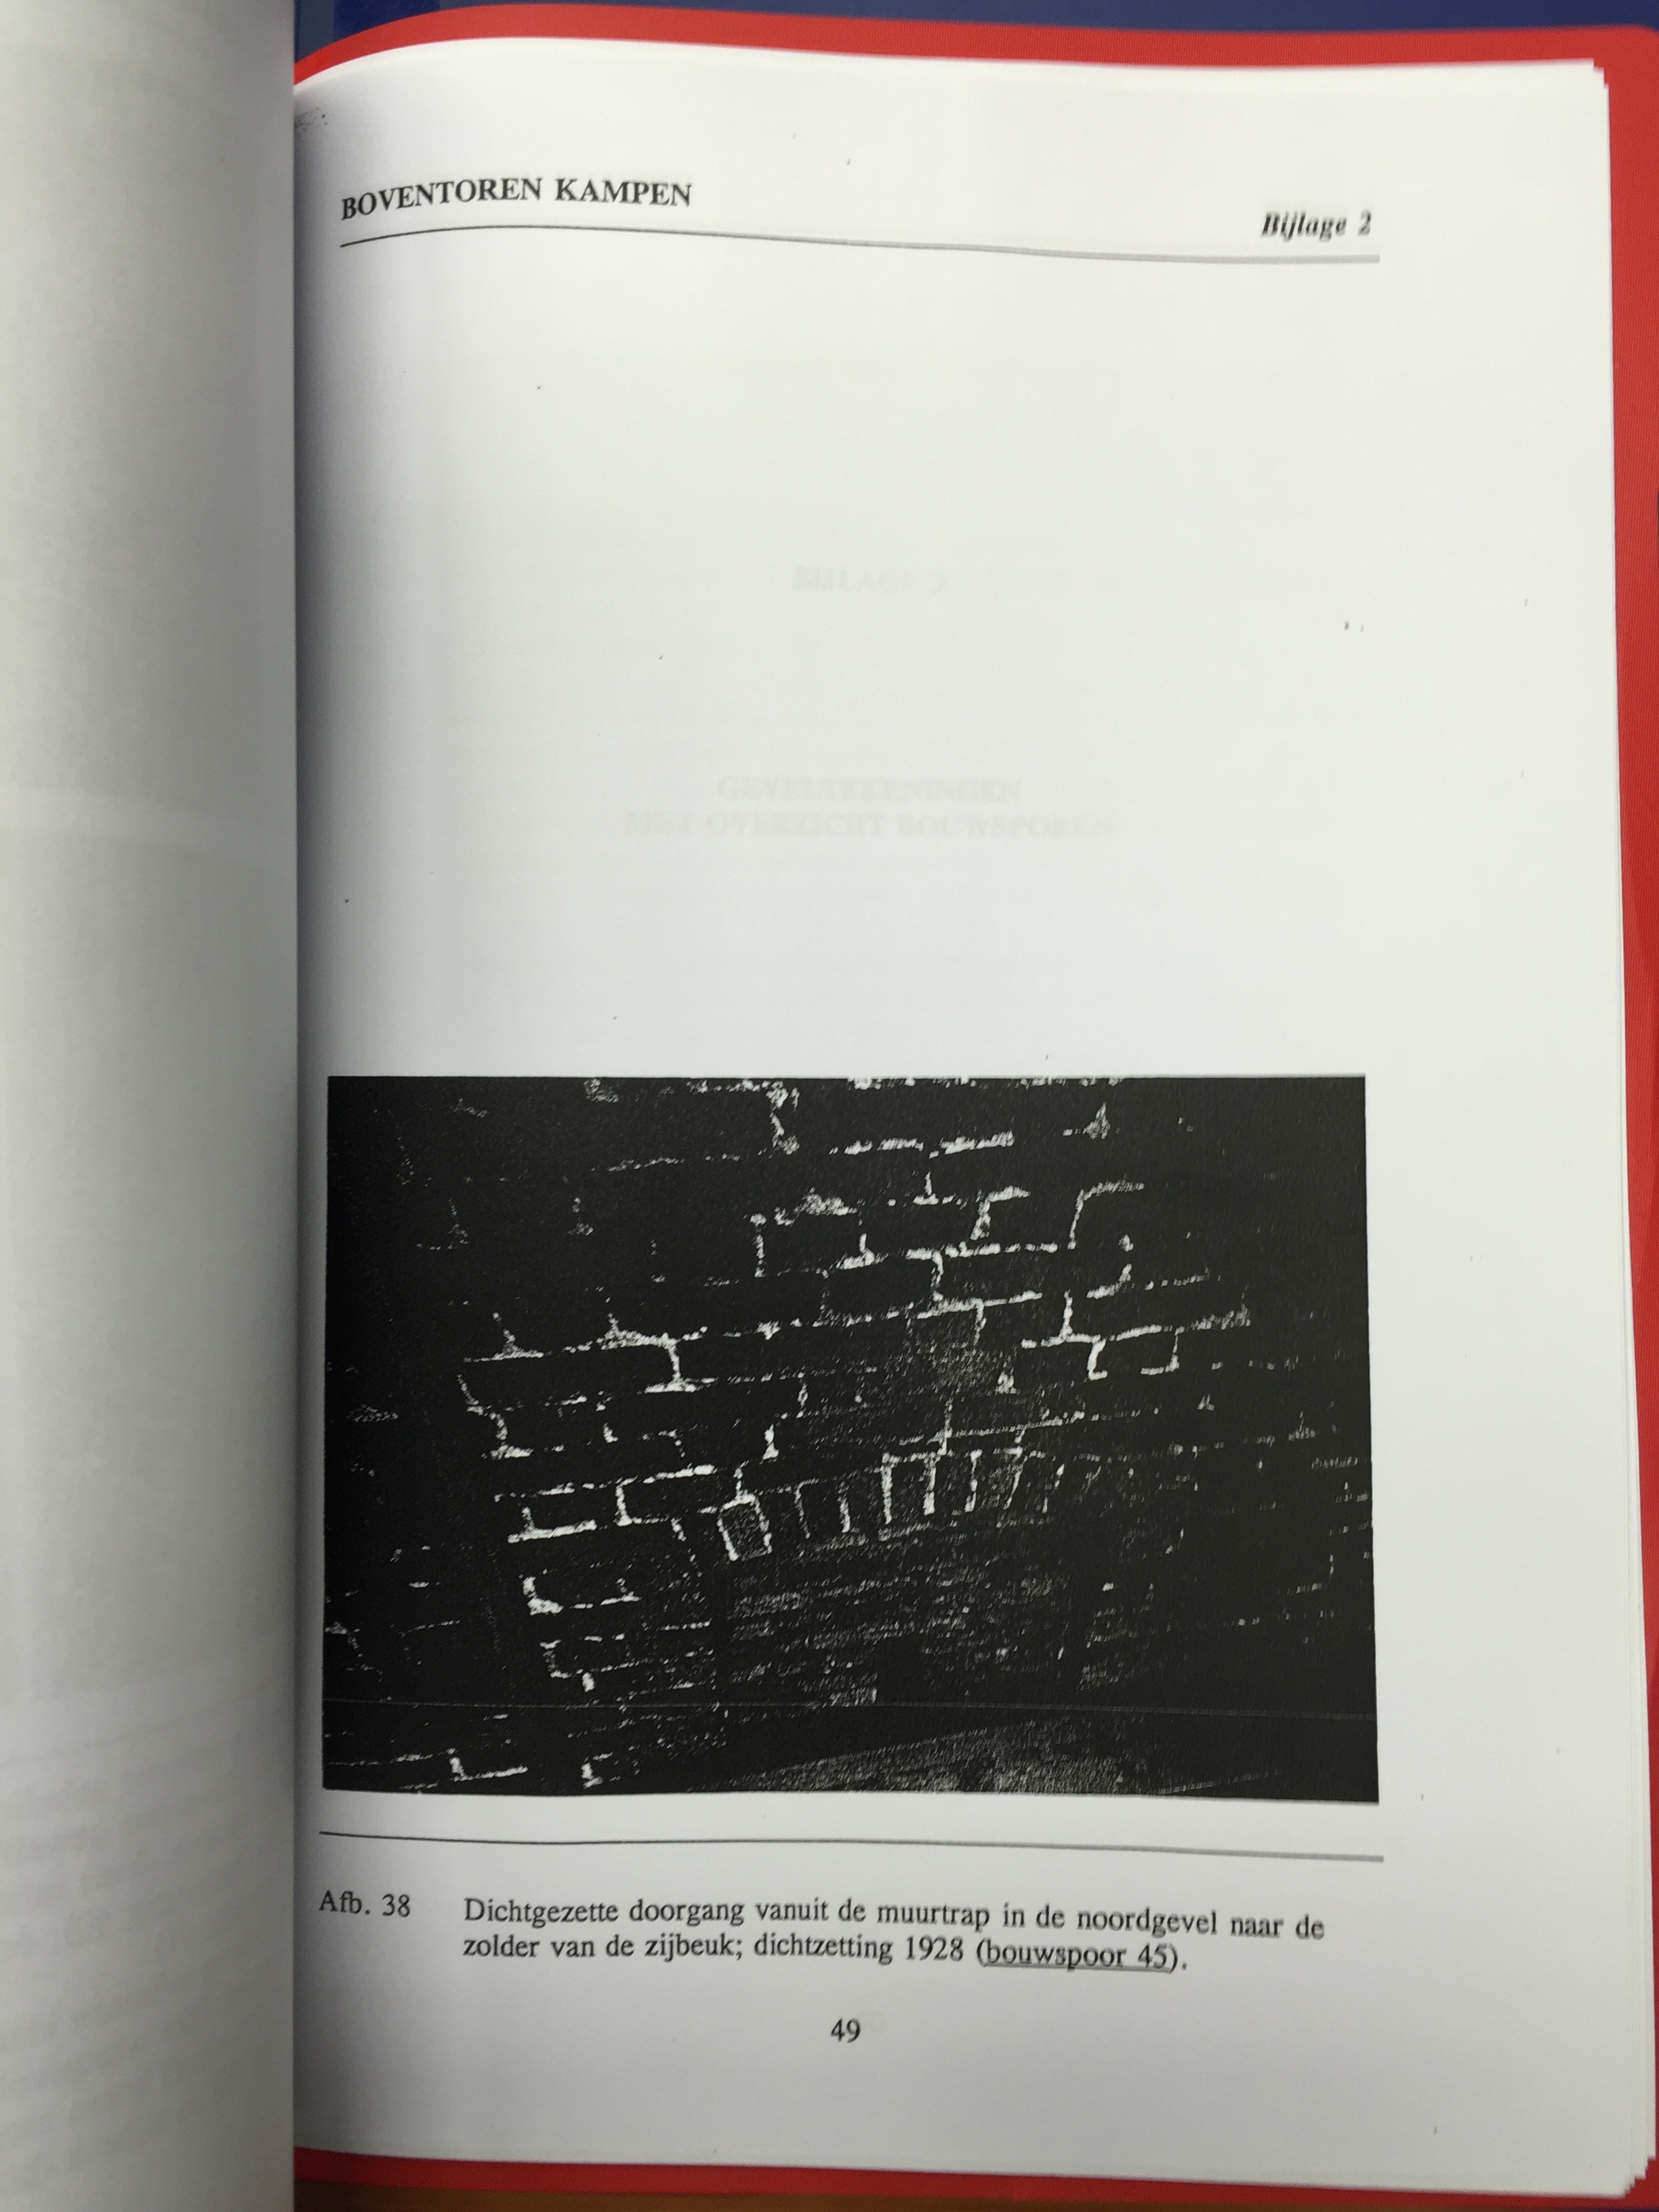 BOVENTOREN KAMPEN
Bijlage 2
BIJLAGE 3
GEVELTEKENINGEN
MET OVERZICHT BOUWSPOREN
Afb. 38 Dichtgezette doorgang vanuit de muurtrap in de noordgevel naar de
zolder van de zijbeuk; dichtzetting 1928 (bouwspoor 45).
49